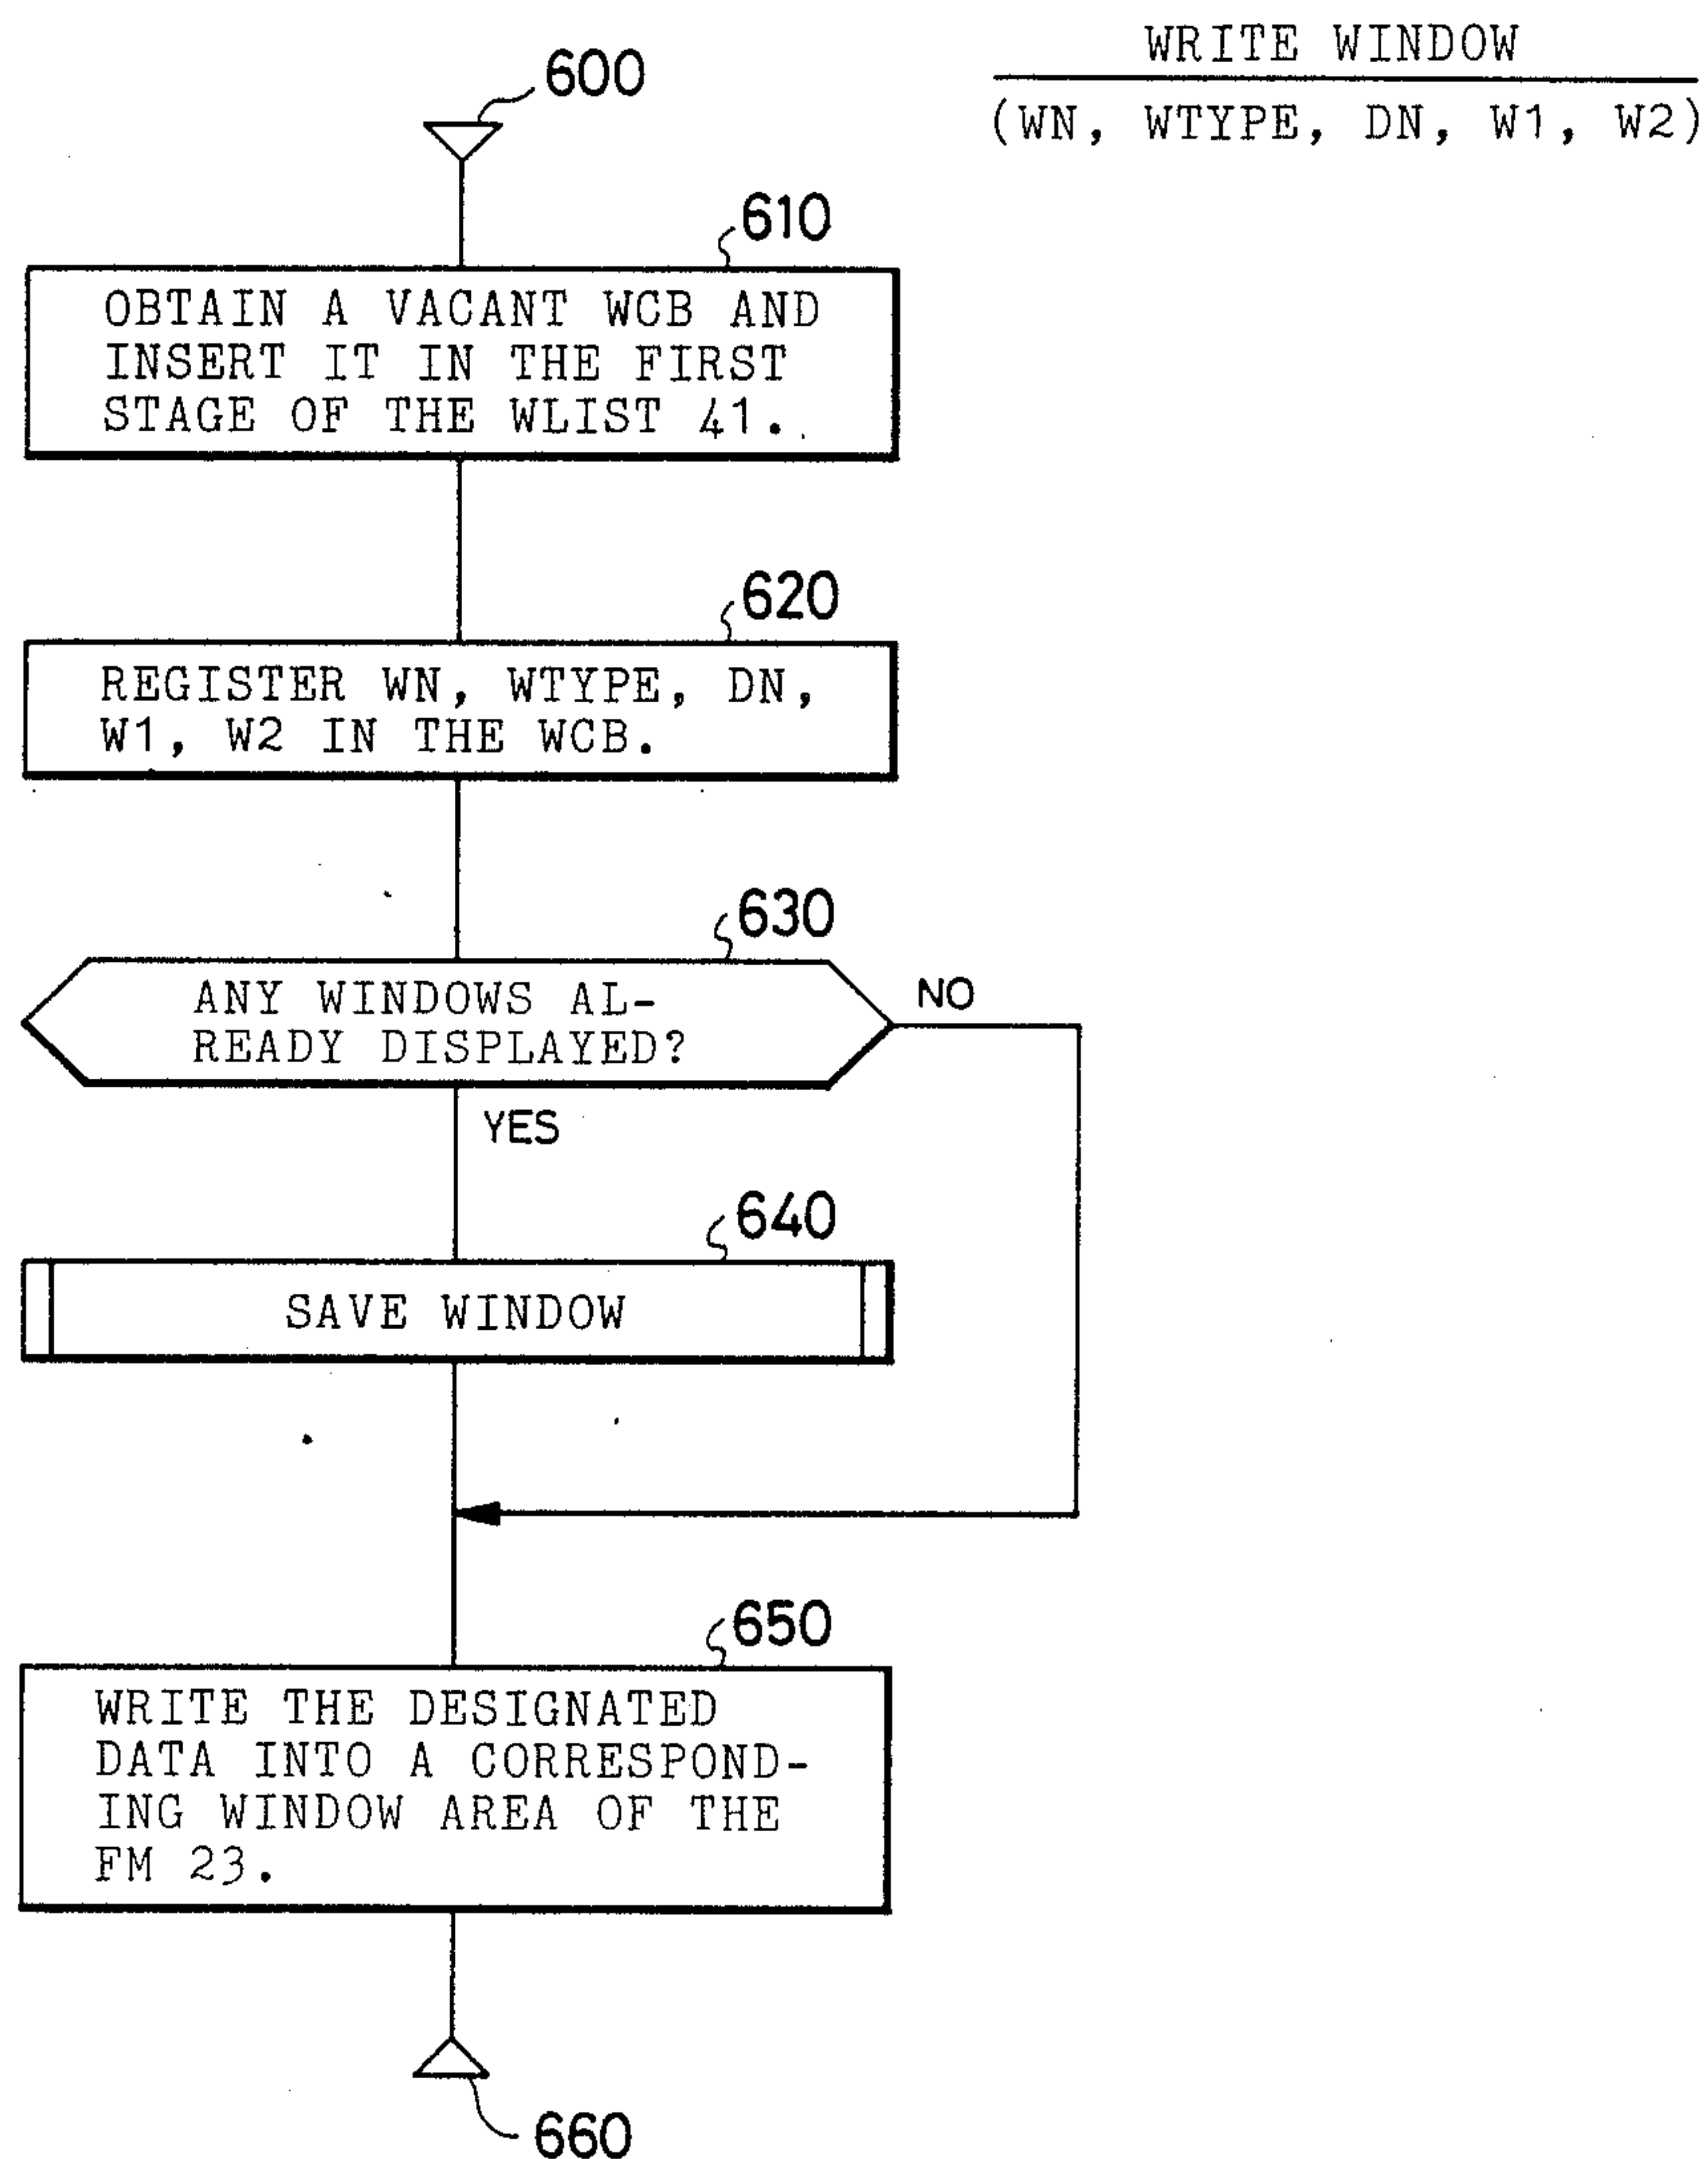 WRITE WINDOW
(WN, WTYPE, DN, W1, W2)
600
610
OBTAIN A VACANT WCB AND
INSERT IT IN THE FIRST
STAGE OF THE WLIST 41.
620
REGISTER WN, WTYPE, DN,
W1, W2 IN THE WCB.
630
ANY WINDOWS AL-
READY DISPLAYED?
NO
YES
640
SAVE WINDOW
650
WRITE THE DESIGNATED
DATA INTO A CORRESPOND-
ING WINDOW AREA OF THE
FM 23.
660